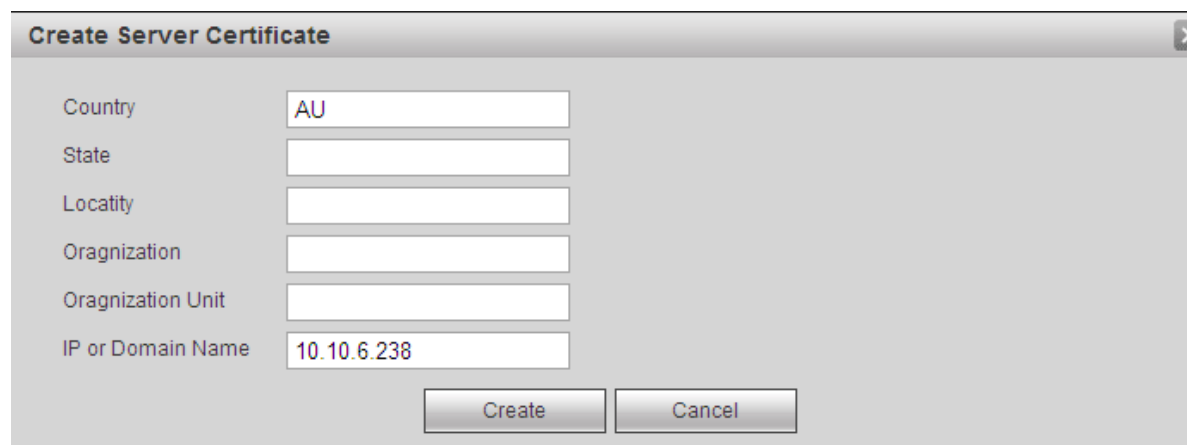 Create Server Certificate
Country AU
State
Locatity
Oragnization
Oragnization Unit
IP or Domain Name 10.10.6.238
Create Cancel